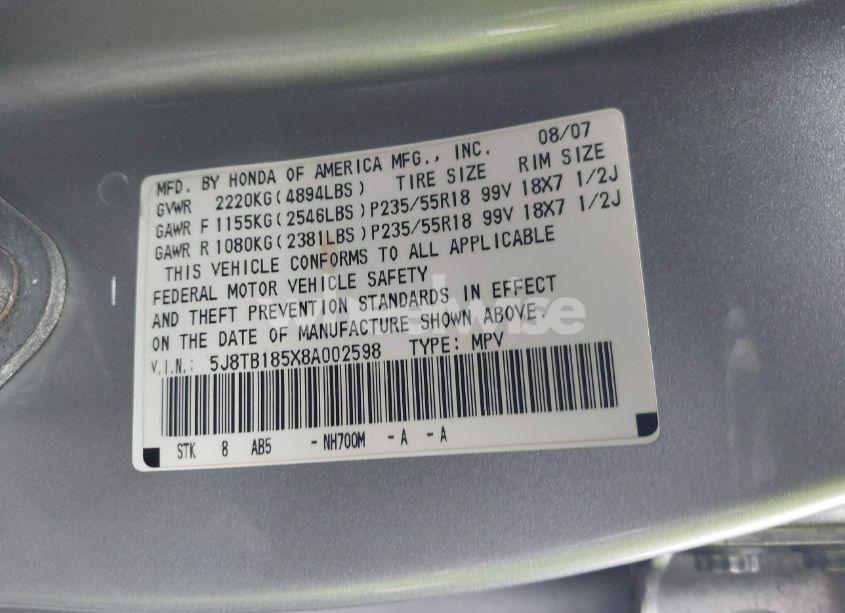 MFD. BY HONDA OF AMERICA MFG., INC. 08/07
GVWR 2220KG(4894LBS) TIRE SIZE RIM SIZE
GAWR F 1155KG(2546LBS) P235/55R18 99V 18X7 1/2J
GAWR R 1080KG(2381LBS) P235/55R18 99V 18X7 1/2J
THIS VEHICLE CONFORMS TO ALL APPLICABLE
FEDERAL MOTOR VEHICLE SAFETY
AND THEFT PREVENTION STANDARDS IN EFFECT
ON THE DATE OF MANUFACTURE SHOWN ABOVE.
V.I.N.: 5J8TB185X8A002598 TYPE: MPV
STK 8 AB5 -NH700M -A -A
wheelwise